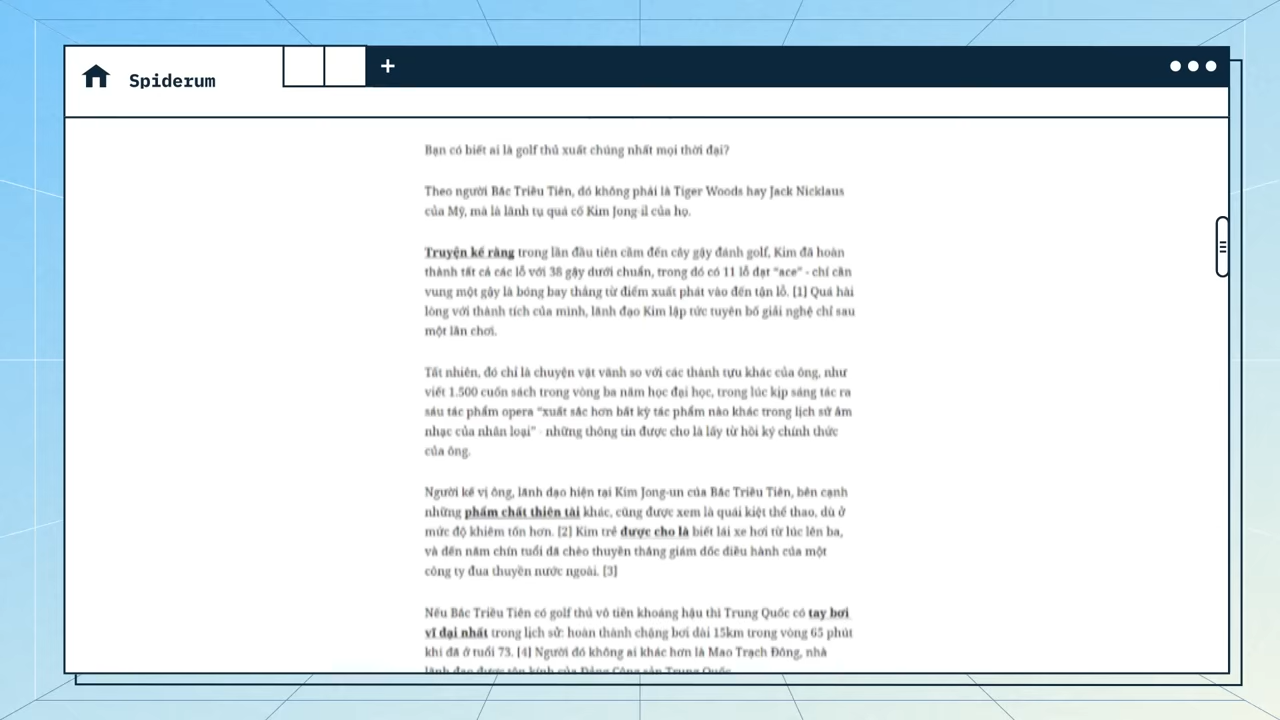 Spiderum
Bạn có biết ai là golf thủ xuất chúng nhất mọi thời đại?
Theo người Bắc Triều Tiên, đó không phải là Tiger Woods hay Jack Nicklaus
của Mỹ, mà là lãnh tụ quá cố Kim Jong-il của họ.
Truyện kể rằng trong lần đầu tiên cầm đến cây gậy đánh golf, Kim đã hoàn
thành tất cả các lỗ với 38 gậy dưới chuẩn, trong đó có 11 lỗ đạt "ace" - chỉ cần
vung một gậy là bóng bay thẳng từ điểm xuất phát vào đến tận lỗ. [1] Quá hài
lòng với thành tích của mình, lãnh đạo Kim lập tức tuyên bố giải nghệ chỉ sau
một lần chơi.
Tất nhiên, đó chỉ là chuyện vặt vãnh so với các thành tựu khác của ông, như
viết 1.500 cuốn sách trong vòng ba năm học đại học, trong lúc kịp sáng tác ra
sáu tác phẩm opera "xuất sắc hơn bất kỳ tác phẩm nào khác trong lịch sử âm
nhạc của nhân loại" - những thông tin được cho là lấy từ hồi ký chính thức
của ông.
Người kế vị ông, lãnh đạo hiện tại Kim Jong-un của Bắc Triều Tiên, bên cạnh
những phẩm chất thiên tài khác, cũng được xem là quái kiệt thể thao, dù ở
mức độ khiêm tốn hơn. [2] Kim trẻ được cho là biết lái xe hơi từ lúc lên ba,
và đến năm chín tuổi đã chèo thuyền thắng giám đốc điều hành của một
công ty đua thuyền nước ngoài. [3]
Nếu Bắc Triều Tiên có golf thủ vô tiền khoáng hậu thì Trung Quốc có tay bơi
vĩ đại nhất trong lịch sử: hoàn thành chặng bơi dài 15km trong vòng 65 phút
khi đã ở tuổi 73. [4] Người đó không ai khác hơn là Mao Trạch Đông, nhà
lãnh đạo được tôn kính của Đảng Cộng sản Trung Quốc.